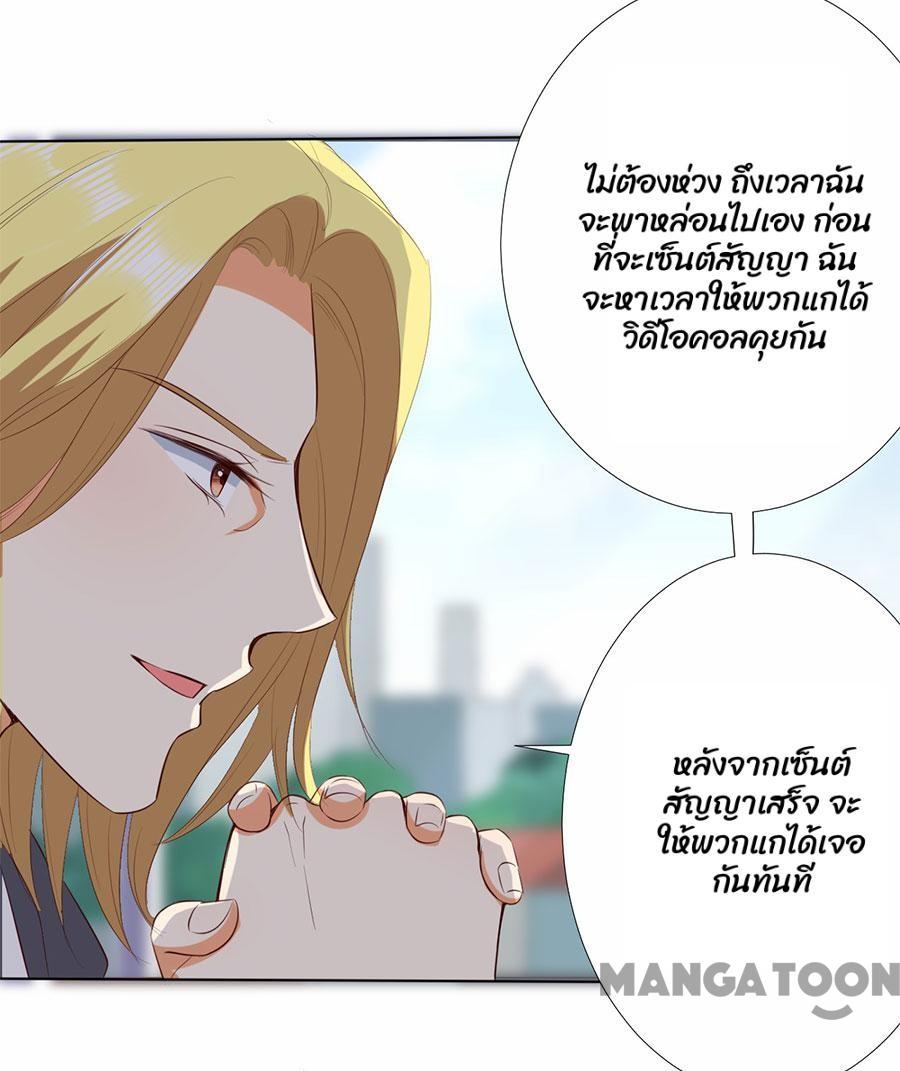 ไม่ต้องห่วง ถึงเวลาฉัน
จะพาหล่อนไปเอง ก่อน
ที่จะเซ็นต์สัญญา ฉัน
จะหาเวลาให้พวกแกได้
วิดีโอคอลคุยกัน
หลังจากเซ็นต์
สัญญาเสร็จ จะ
ให้พวกแกได้เจอ
กันทันที
MANGATOON